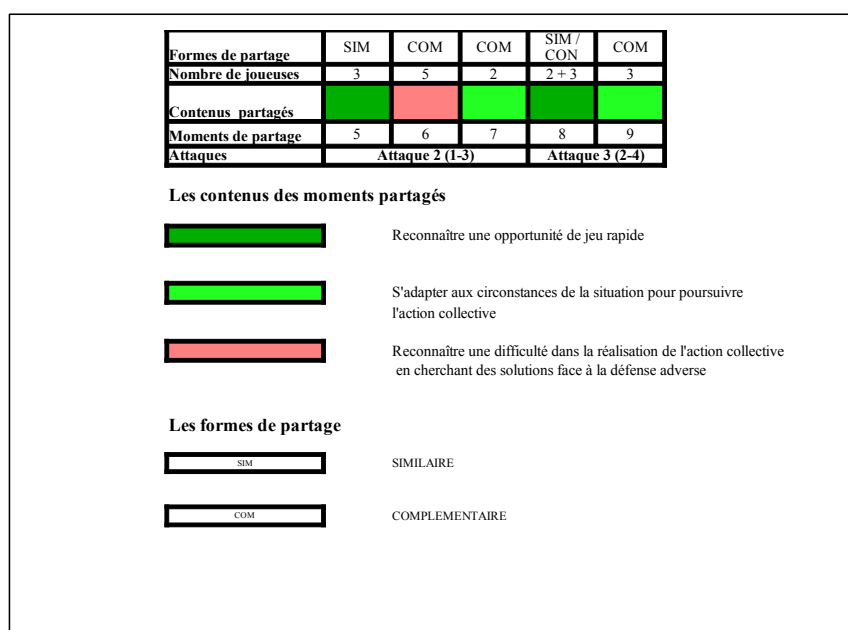 Formes de partage SIM COM COM SIM / CON COM
Nombre de joueuses 3 5 2 2 + 3 3
Contenus partagés
Moments de partage 5 6 7 8 9
Attaques Attaque 2 (1-3) Attaque 3 (2-4)
Les contenus des moments partagés
Reconnaître une opportunité de jeu rapide
S'adapter aux circonstances de la situation pour poursuivre
l'action collective
Reconnaître une difficulté dans la réalisation de l'action collective
en cherchant des solutions face à la défense adverse
Les formes de partage
SIM SIMILAIRE
COM COMPLEMENTAIRE